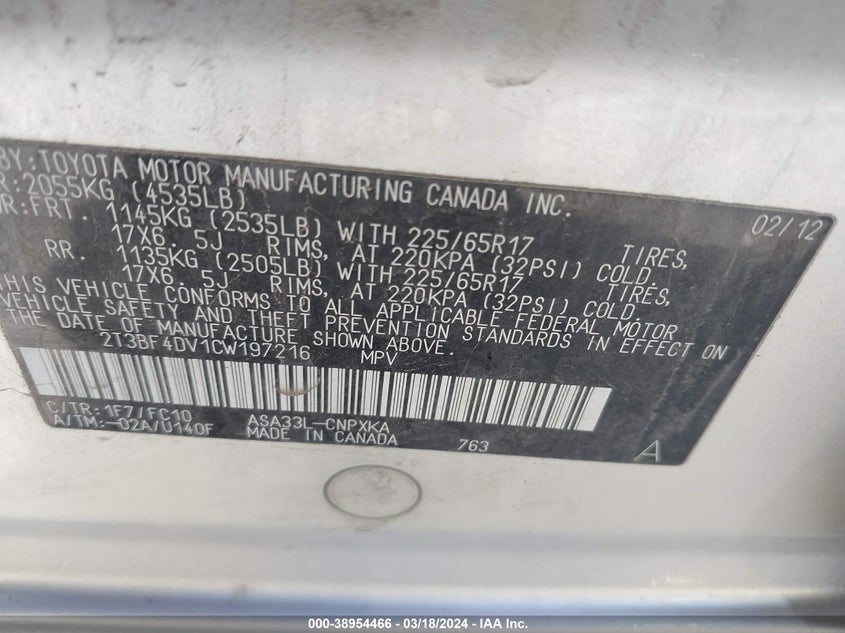 BY:TOYOTA MOTOR MANUFACTURING CANADA INC.
R:2055KG (4535LB) 02/12
R:FRT. 1145KG (2535LB) WITH 225/65R17 TIRES,
17X6.5J RIMS, AT 220KPA (32PSI) COLD.
RR. 1135KG (2505LB) WITH 225/65R17 TIRES,
17X6.5J RIMS, AT 220KPA (32PSI) COLD.
THIS VEHICLE CONFORMS TO ALL APPLICABLE FEDERAL MOTOR
VEHICLE SAFETY AND THEFT PREVENTION STANDARDS IN EFFECT ON
THE DATE OF MANUFACTURE SHOWN ABOVE.
2T3BF4DV1CW197216 MPV
C/TR:1F7/FC10 ASA33L-CNPXKA
A/TM:-02A/U140F MADE IN CANADA 763 A
000-38954466 - 03/18/2024 - IAA Inc.